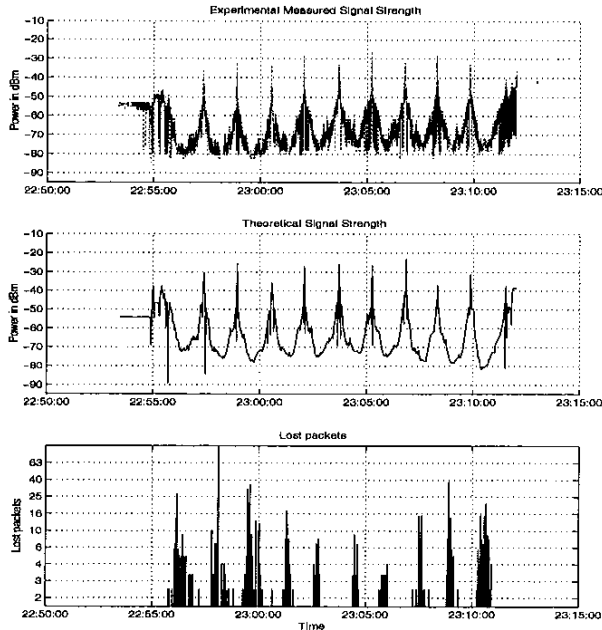 Experimental Measured Signal Strength
Power in dBm
-10
-20
-30
-40
-50
-60
-70
-80
-90
22:50:00 22:55:00 23:00:00 23:05:00 23:10:00 23:15:00
Theoretical Signal Strength
Power in dBm
-10
-20
-30
-40
-50
-60
-70
-80
-90
22:50:00 22:55:00 23:00:00 23:05:00 23:10:00 23:15:00
Lost packets
Lost packets
63
40
25
16
10
6
4
3
2
22:50:00 22:55:00 23:00:00 23:05:00 23:10:00 23:15:00
Time